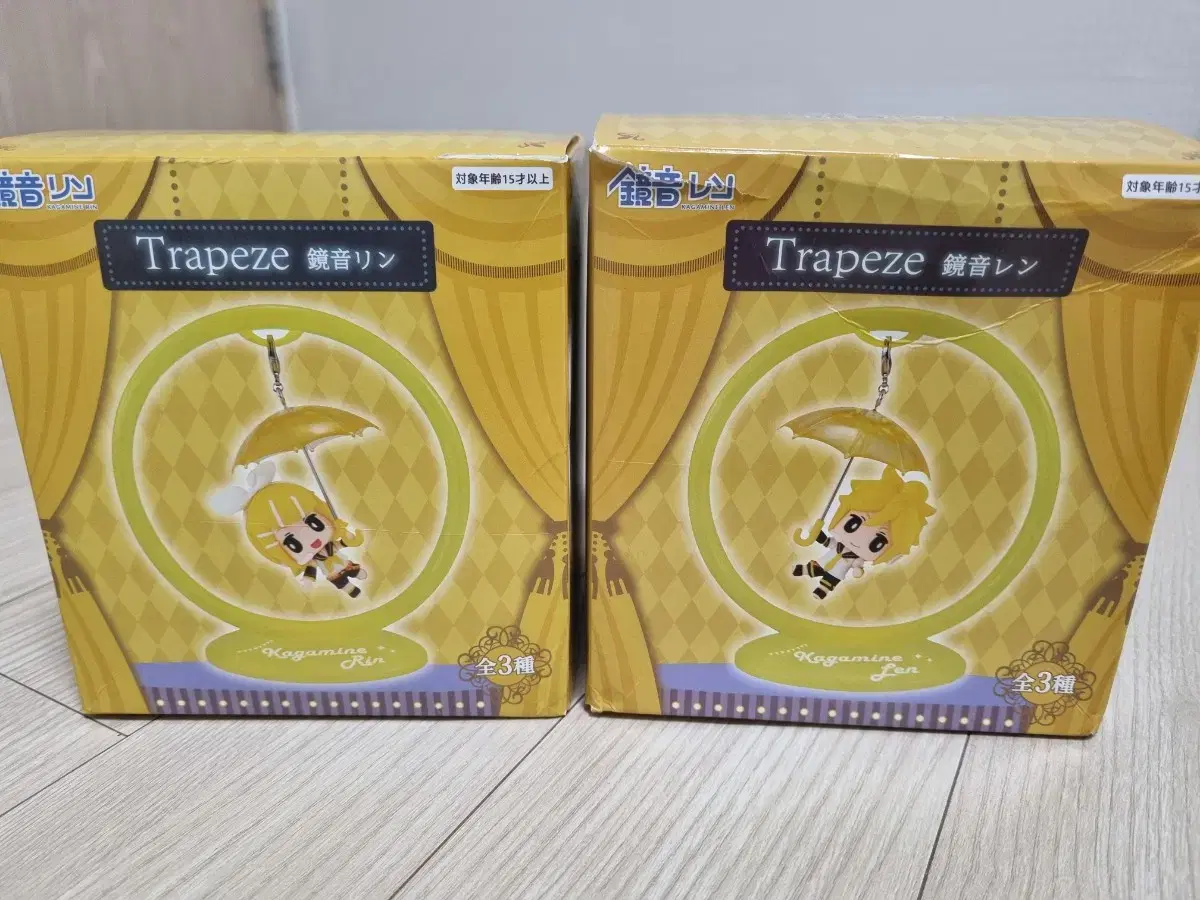 鏡音リン
KAGAMINE RIN
対象年齢15才以上
Trapeze 鏡音リン
Kagamine
Rin
全3種
鏡音レン
KAGAMINE LEN
対象年齢15才
Trapeze 鏡音レン
Kagamine
Len
全3種